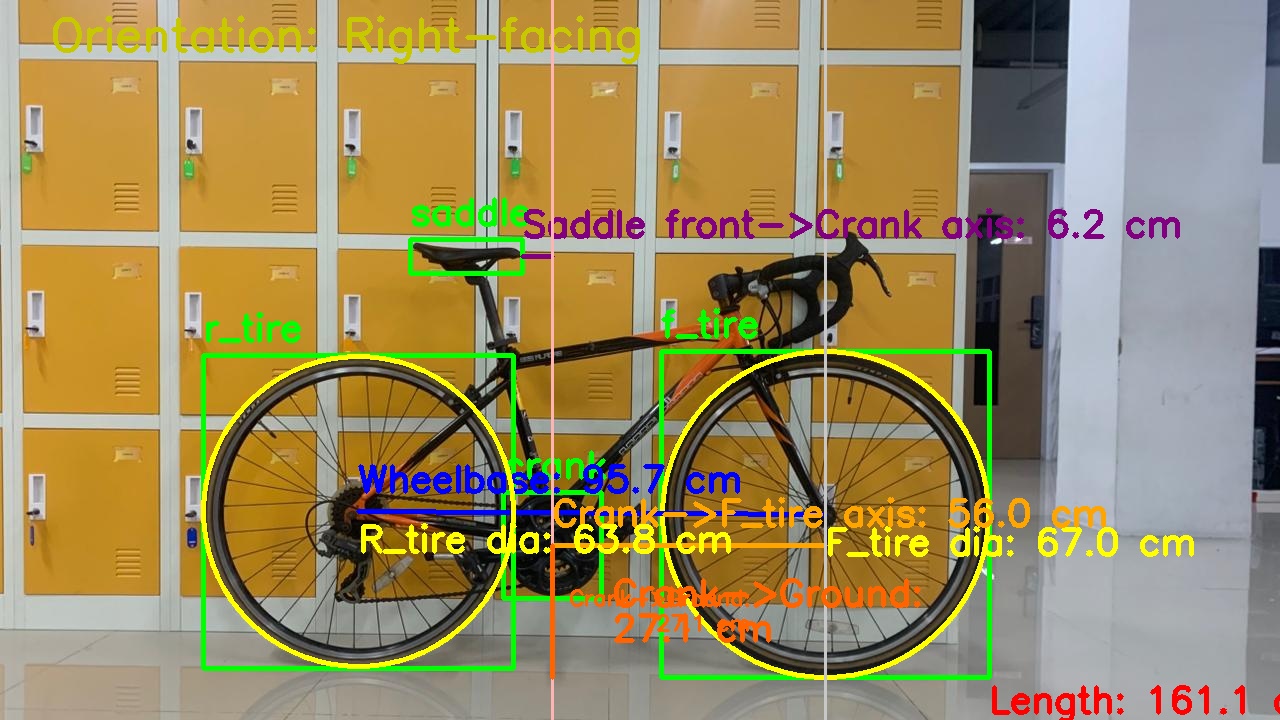 Orientation: Right-facing
saddle
Saddle front->Crank axis: 6.2 cm
r_tire
f_tire
crank
Wheelbase: 95.7 cm
Crank->F_tire axis: 56.0 cm
R_tire dia: 63.8 cm
F_tire dia: 67.0 cm
Crank->Ground:
27.1 cm
Length: 161.1